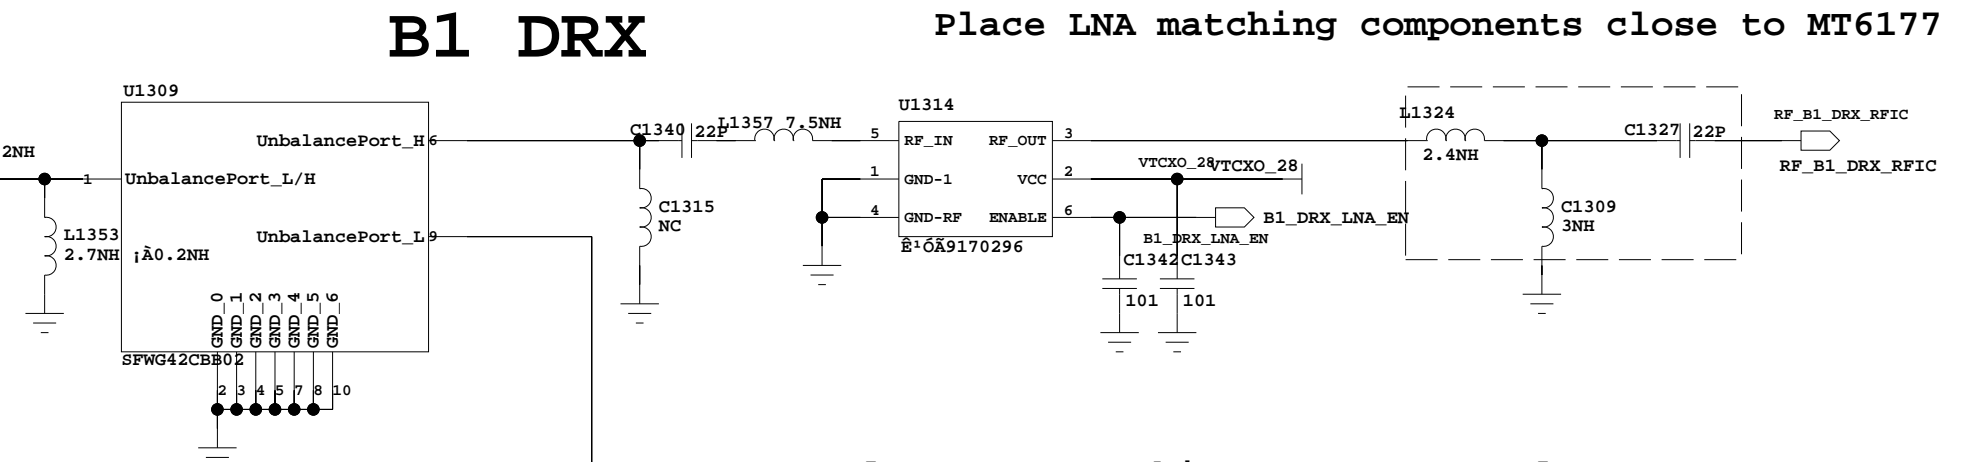 B1 DRX
Place LNA matching components close to MT6177
U1309
UnbalancePort_H
6
2NH
1
UnbalancePort_L/H
L1353
2.7NH
UnbalancePort_L
9
¡À0.2NH
GND_0
GND_1
GND_2
GND_3
GND_4
GND_5
GND_6
SFWG42CBB02
2
3
4
5
7
8
10
C1340
22P
L1357
7.5NH
C1315
NC
U1314
5
RF_IN
RF_OUT
3
1
GND-1
VCC
2
4
GND-RF
ENABLE
6
Ê¹ÓÃ9170296
VTCXO_28
VTCXO_28
B1_DRX_LNA_EN
B1_DRX_LNA_EN
C1342
C1343
101
101
L1324
2.4NH
C1327
22P
C1309
3NH
RF_B1_DRX_RFIC
RF_B1_DRX_RFIC